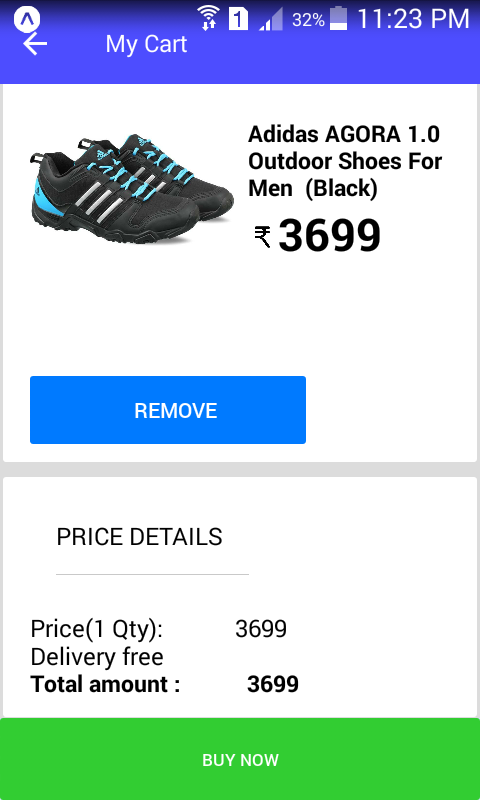 1 32% 11:23 PM
My Cart
Adidas AGORA 1.0
Outdoor Shoes For
Men (Black)
₹ 3699
REMOVE
PRICE DETAILS
Price(1 Qty): 3699
Delivery free
Total amount : 3699
BUY NOW